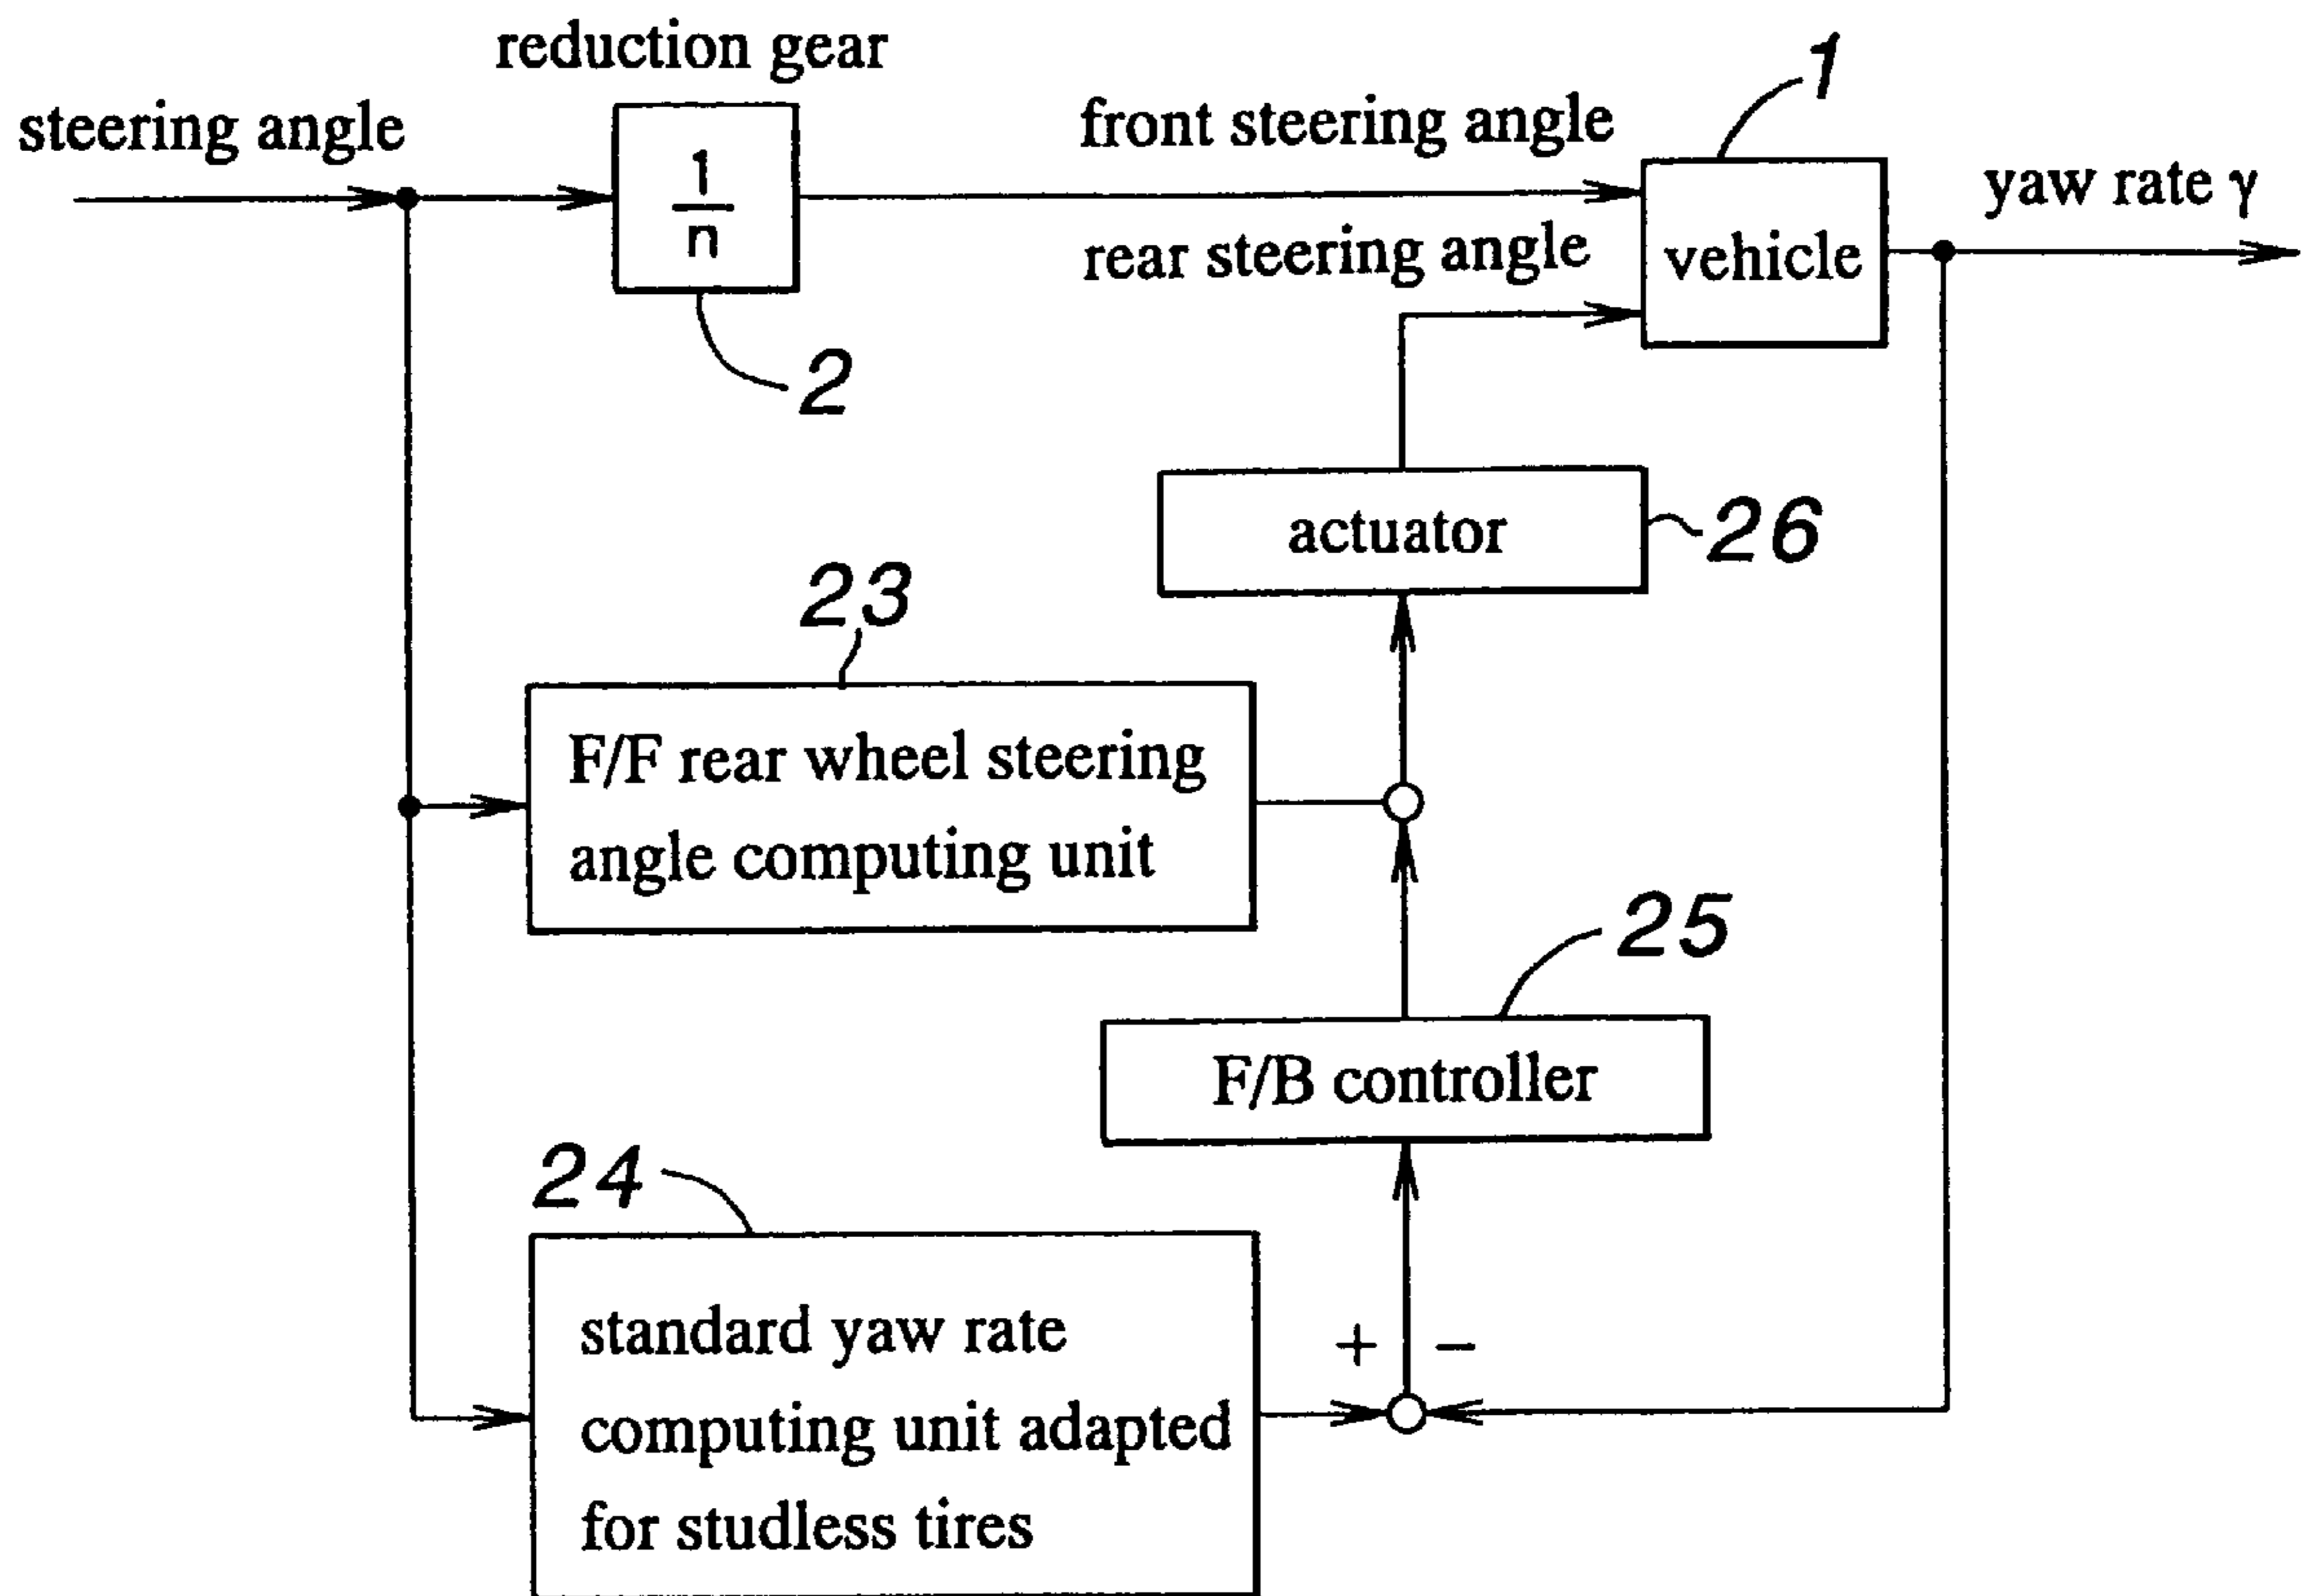 reduction gear
steering angle
1
n
2
front steering angle
rear steering angle
1
vehicle
yaw rate γ
actuator
26
23
F/F rear wheel steering
angle computing unit
25
F/B controller
24
standard yaw rate
computing unit adapted
for studless tires
+ −